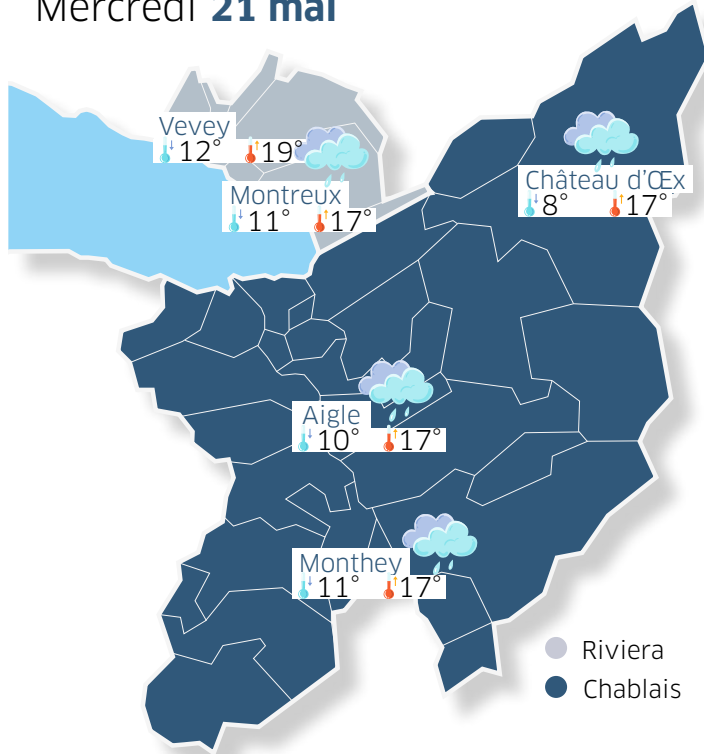 Mercredi 21 mai
Vevey
12° 19°
Montreux
11° 17°
Château d'Œx
8° 17°
Aigle
10° 17°
Monthey
11° 17°
Riviera
Chablais